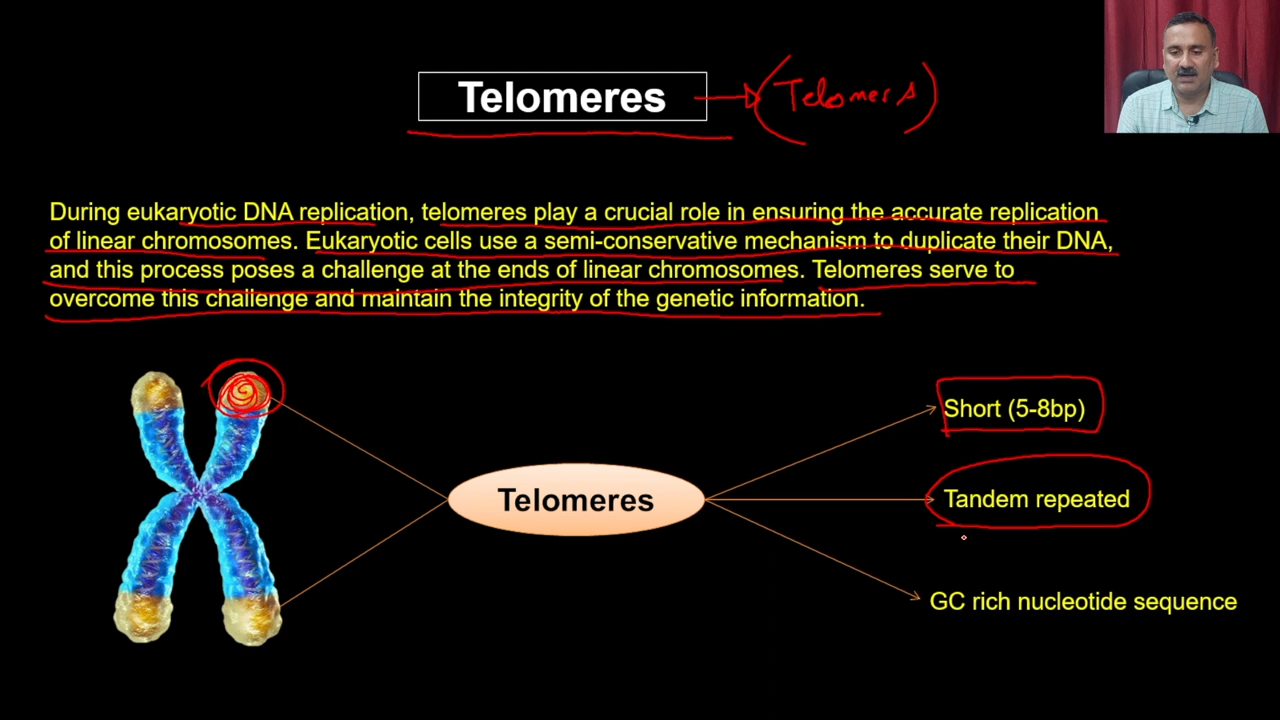 Telomeres
(Telomers)
During eukaryotic DNA replication, telomeres play a crucial role in ensuring the accurate replication
of linear chromosomes. Eukaryotic cells use a semi-conservative mechanism to duplicate their DNA,
and this process poses a challenge at the ends of linear chromosomes. Telomeres serve to
overcome this challenge and maintain the integrity of the genetic information.
Short (5-8bp)
Telomeres
Tandem repeated
GC rich nucleotide sequence